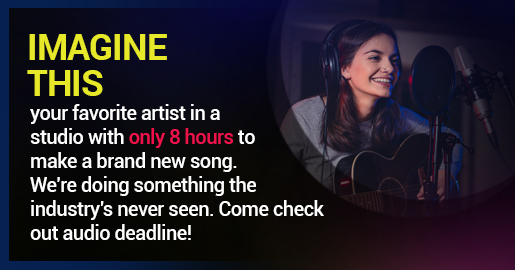 IMAGINE
THIS
your favorite artist in a
studio with only 8 hours to
make a brand new song.
We're doing something the
industry's never seen. Come check
out audio deadline!